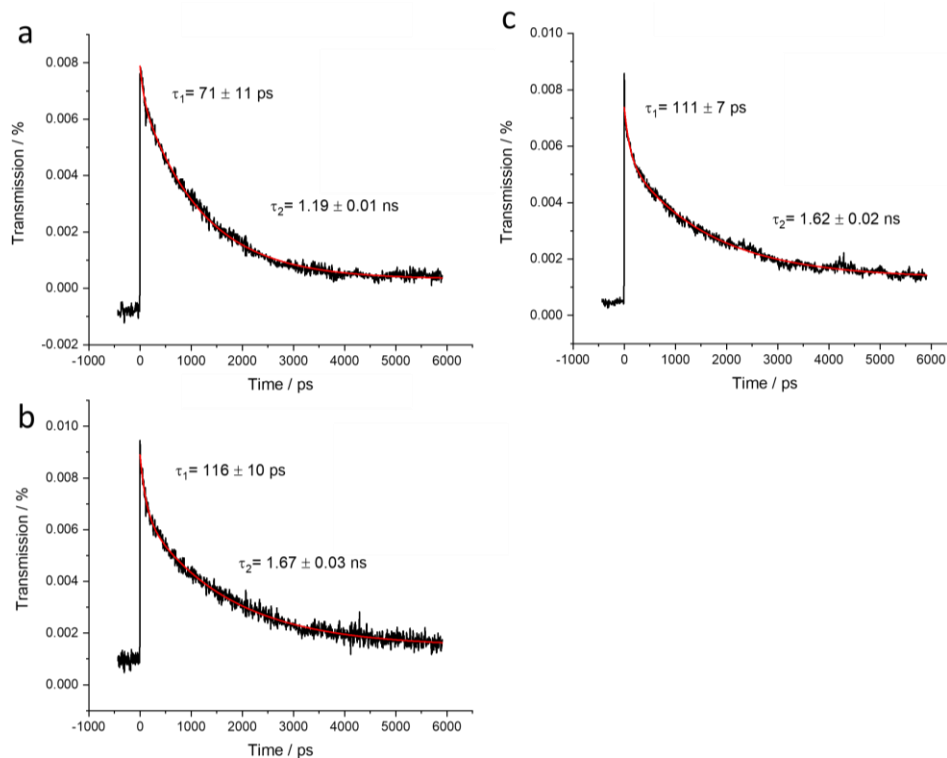 a
0.008
0.006
0.004
0.002
0.000
-0.002
Transmission / %
τ1= 71 ± 11 ps
τ2= 1.19 ± 0.01 ns
-1000 0 1000 2000 3000 4000 5000 6000
Time / ps
b
0.010
0.008
0.006
0.004
0.002
0.000
Transmission / %
τ1= 116 ± 10 ps
τ2= 1.67 ± 0.03 ns
-1000 0 1000 2000 3000 4000 5000 6000
Time / ps
c
0.010
0.008
0.006
0.004
0.002
0.000
Transmission / %
τ1= 111 ± 7 ps
τ2= 1.62 ± 0.02 ns
-1000 0 1000 2000 3000 4000 5000 6000
Time / ps